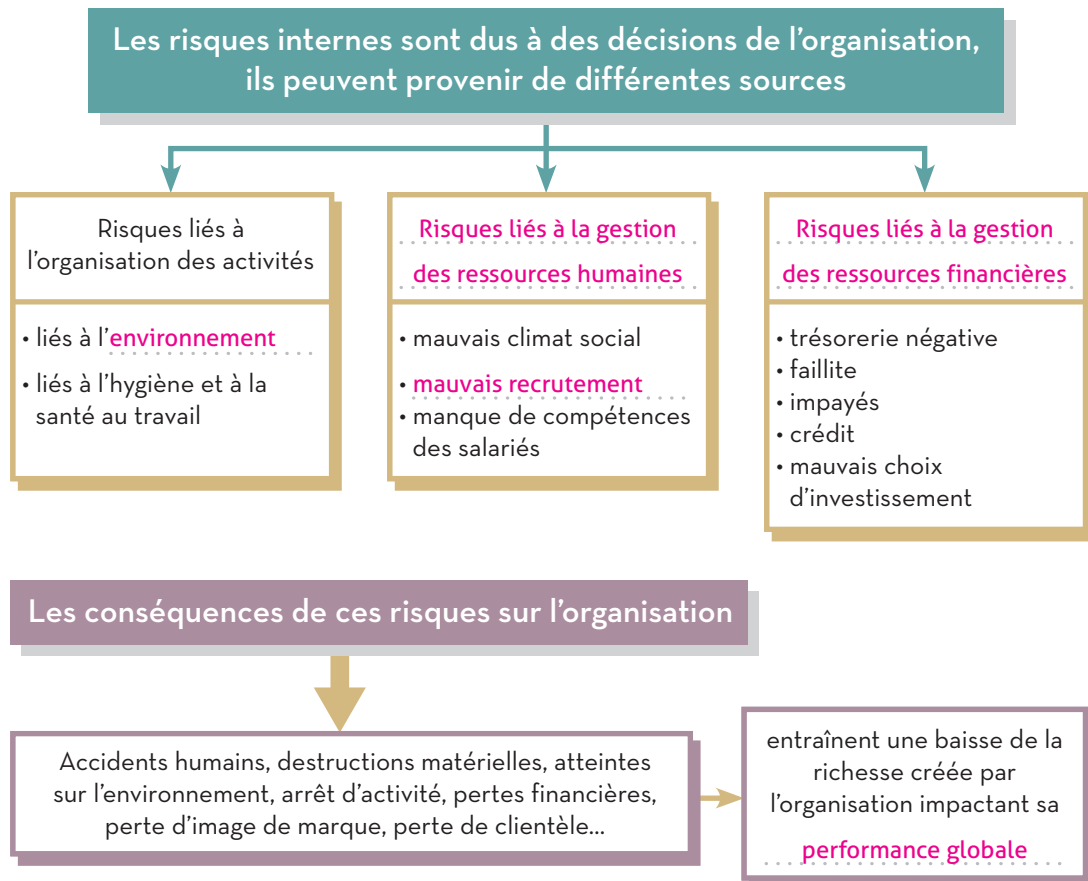 Les risques internes sont dus à des décisions de l'organisation,
ils peuvent provenir de différentes sources
Risques liés à
l'organisation des activités
• liés à l'environnement
• liés à l'hygiène et à la
santé au travail
Risques liés à la gestion
des ressources humaines
• mauvais climat social
• mauvais recrutement
• manque de compétences
des salariés
Risques liés à la gestion
des ressources financières
• trésorerie négative
• faillite
• impayés
• crédit
• mauvais choix
d'investissement
Les conséquences de ces risques sur l'organisation
Accidents humains, destructions matérielles, atteintes
sur l'environnement, arrêt d'activité, pertes financières,
perte d'image de marque, perte de clientèle...
entraînent une baisse de la
richesse créée par
l'organisation impactant sa
performance globale